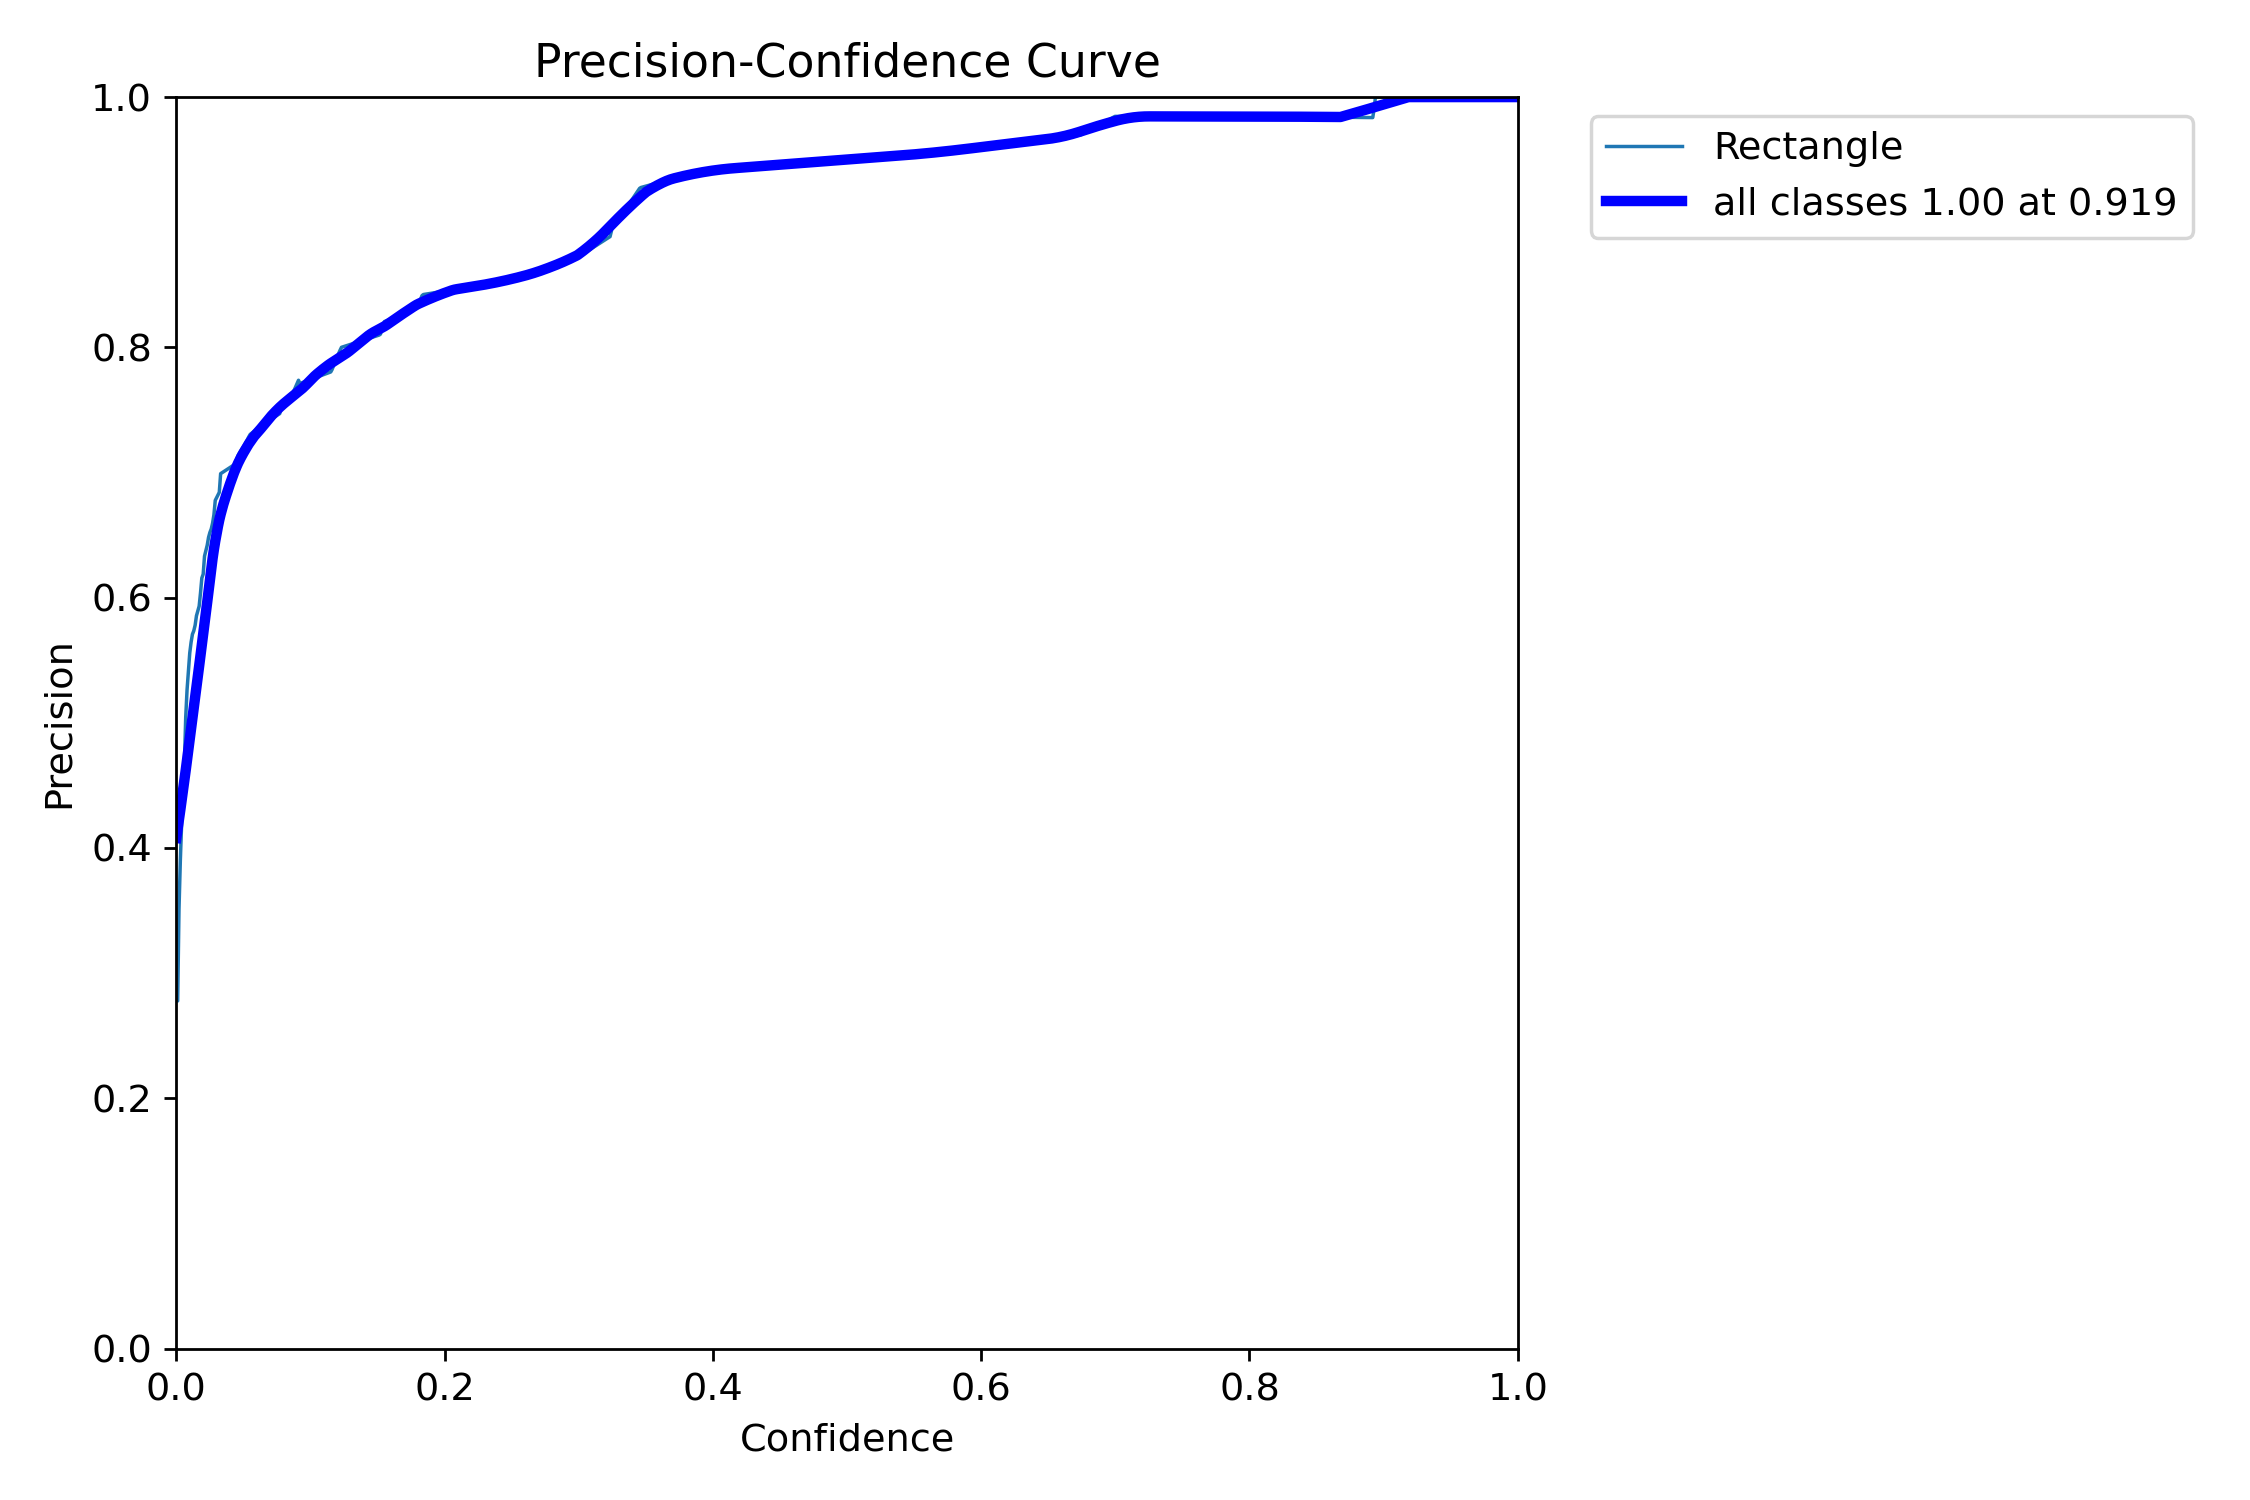 Precision-Confidence Curve
1.0
0.8
0.6
0.4
0.2
0.0
Precision
0.0 0.2 0.4 0.6 0.8 1.0
Confidence
Rectangle
all classes 1.00 at 0.919